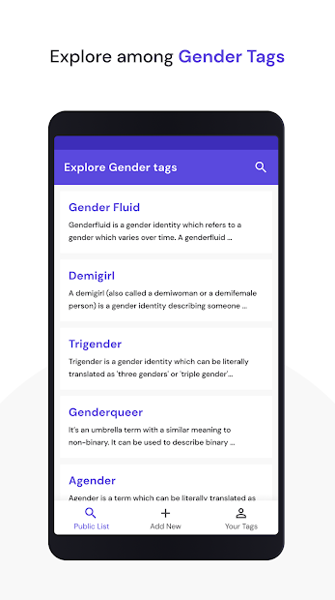 Explore among Gender Tags
Explore Gender tags
Gender Fluid
Genderfluid is a gender identity which refers to a
gender which varies over time. A genderfluid ...
Demigirl
A demigirl (also called a demiwoman or a demifemale
person) is a gender identity describing someone ...
Trigender
Trigender is a gender identity which can be literally
translated as 'three genders' or 'triple gender'...
Genderqueer
It's an umbrella term with a similar meaning to
non-binary. It can be used to describe binary ...
Agender
Agender is a term which can be literally translated as
Public List
Add New
Your Tags